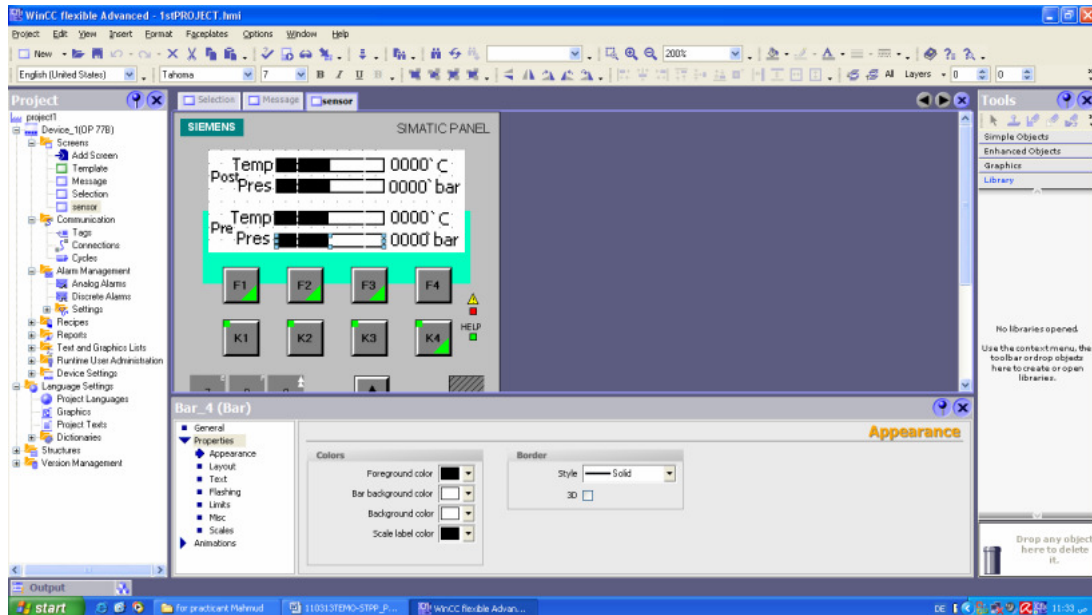 WinCC flexible Advanced - 1stPROJECT.hmi
Project Edit View Insert Format Faceplates Options Window Help
New 200%
English (United States) Tahoma 7 B I U All Layers 0 0
Project
project1
Device_1(OP 77B)
Screens
Add Screen
Template
Message
Selection
sensor
Communication
Tags
Connections
Cycles
Alarm Management
Analog Alarms
Discrete Alarms
Settings
Recipes
Reports
Text and Graphics Lists
Runtime User Administration
Device Settings
Language Settings
Project Languages
Graphics
Project Texts
Dictionaries
Structures
Version Management
Selection Message sensor
SIEMENS SIMATIC PANEL
Post
Temp 0000°C
Pres 0000°bar
Pre
Temp 0000°C
Pres 0000 bar
F1 F2 F3 F4
K1 K2 K3 K4
HELP
Tools
Simple Objects
Enhanced Objects
Graphics
Library
No libraries opened.
Use the context menu, the
toolbar or drop objects
here to create or open
libraries.
Drop any object
here to delete
it.
Bar_4 (Bar)
General
Properties
Appearance
Layout
Text
Flashing
Limits
Misc
Scales
Animations
Appearance
Colors
Foreground color
Bar background color
Background color
Scale label color
Border
Style Solid
3D
Output
start for practicant Mahmud 110313TEMO-STPP_P... WinCC flexible Advan... DE 11:33